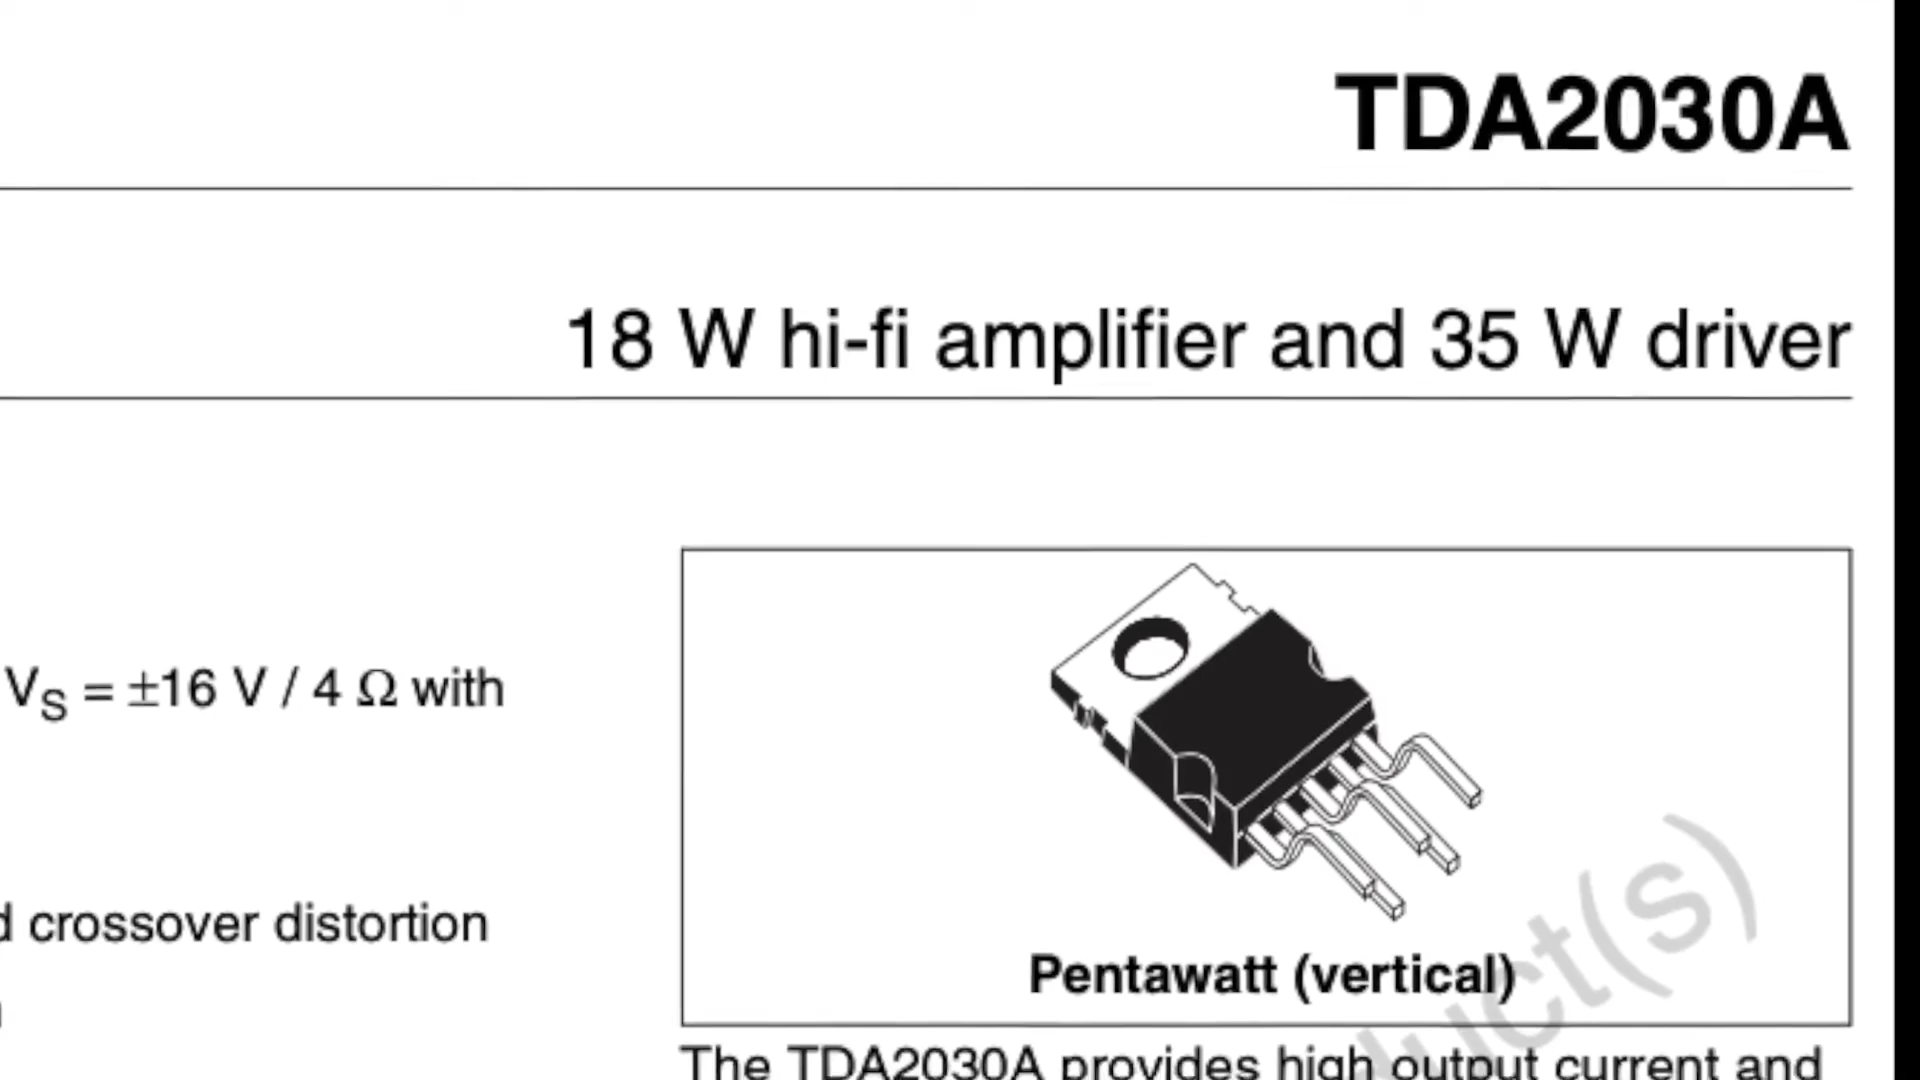 TDA2030A
18 W hi-fi amplifier and 35 W driver
VS = ±16 V / 4 Ω with
crossover distortion
Pentawatt (vertical)
uct(s)
The TDA2030A provides high output current and